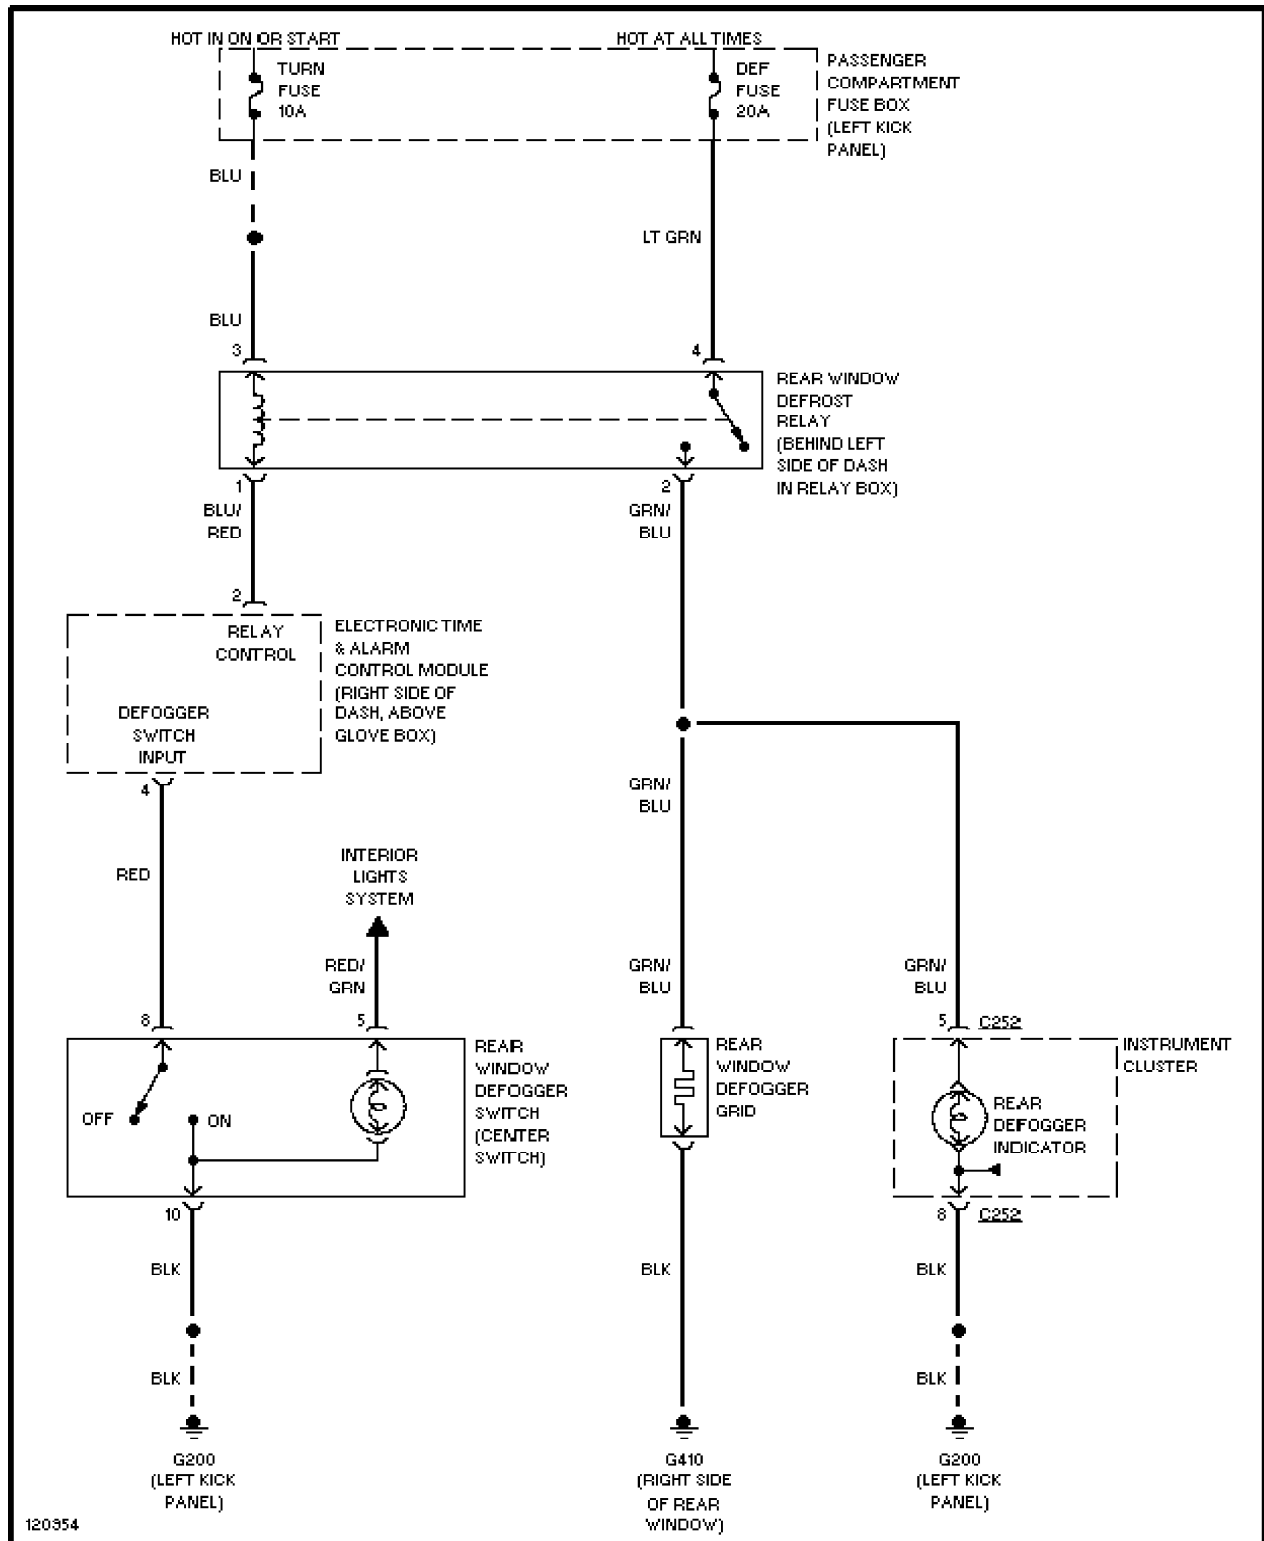 HOT IN ON OR START
HOT AT ALL TIMES
TURN
FUSE
10A
DEF
FUSE
20A
PASSENGER
COMPARTMENT
FUSE BOX
(LEFT KICK
PANEL)
BLU
LT GRN
BLU
3
4
REAR WINDOW
DEFROST
RELAY
(BEHIND LEFT
SIDE OF DASH
IN RELAY BOX)
1
BLU/
RED
2
GRN/
BLU
2
RELAY
CONTROL
DEFOGGER
SWITCH
INPUT
ELECTRONIC TIME
& ALARM
CONTROL MODULE
(RIGHT SIDE OF
DASH, ABOVE
GLOVE BOX)
4
GRN/
BLU
RED
INTERIOR
LIGHTS
SYSTEM
RED/
GRN
GRN/
BLU
GRN/
BLU
8
5
5
C252
OFF
ON
REAR
WINDOW
DEFOGGER
SWITCH
(CENTER
SWITCH)
REAR
WINDOW
DEFOGGER
GRID
INSTRUMENT
CLUSTER
REAR
DEFOGGER
INDICATOR
10
8
C252
BLK
BLK
BLK
BLK
BLK
G200
(LEFT KICK
PANEL)
G410
(RIGHT SIDE
OF REAR
WINDOW)
G200
(LEFT KICK
PANEL)
120354